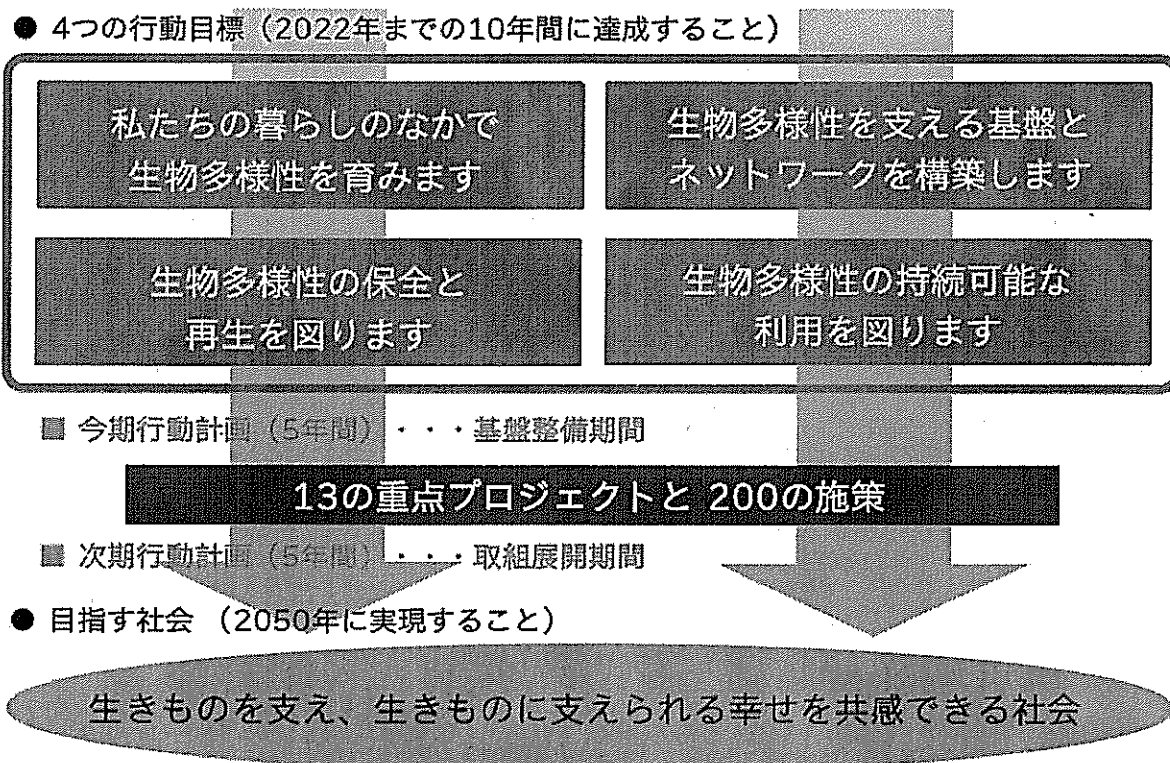 ● 4つの行動目標（2022年までの10年間に達成すること）
私たちの暮らしのなかで
生物多様性を育みます
生物多様性を支える基盤と
ネットワークを構築します
生物多様性の保全と
再生を図ります
生物多様性の持続可能な
利用を図ります
■ 今期行動計画（5年間）・・・基盤整備期間
13の重点プロジェクトと 200の施策
■ 次期行動計画（5年間）・・・取組展開期間
● 目指す社会 （2050年に実現すること）
生きものを支え、生きものに支えられる幸せを共感できる社会